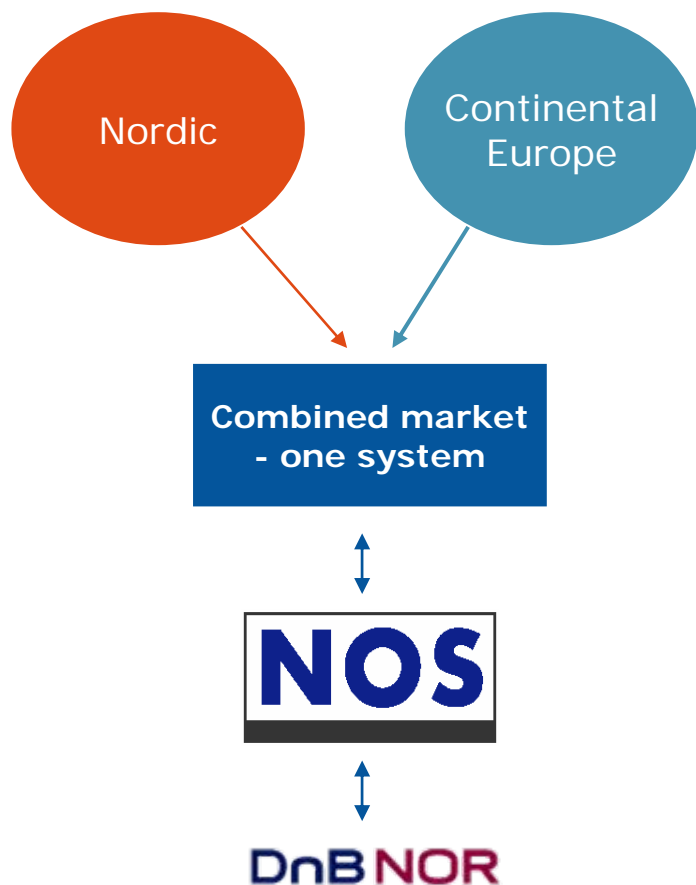 Nordic
Continental
Europe
Combined market
- one system
NOS
DnB NOR